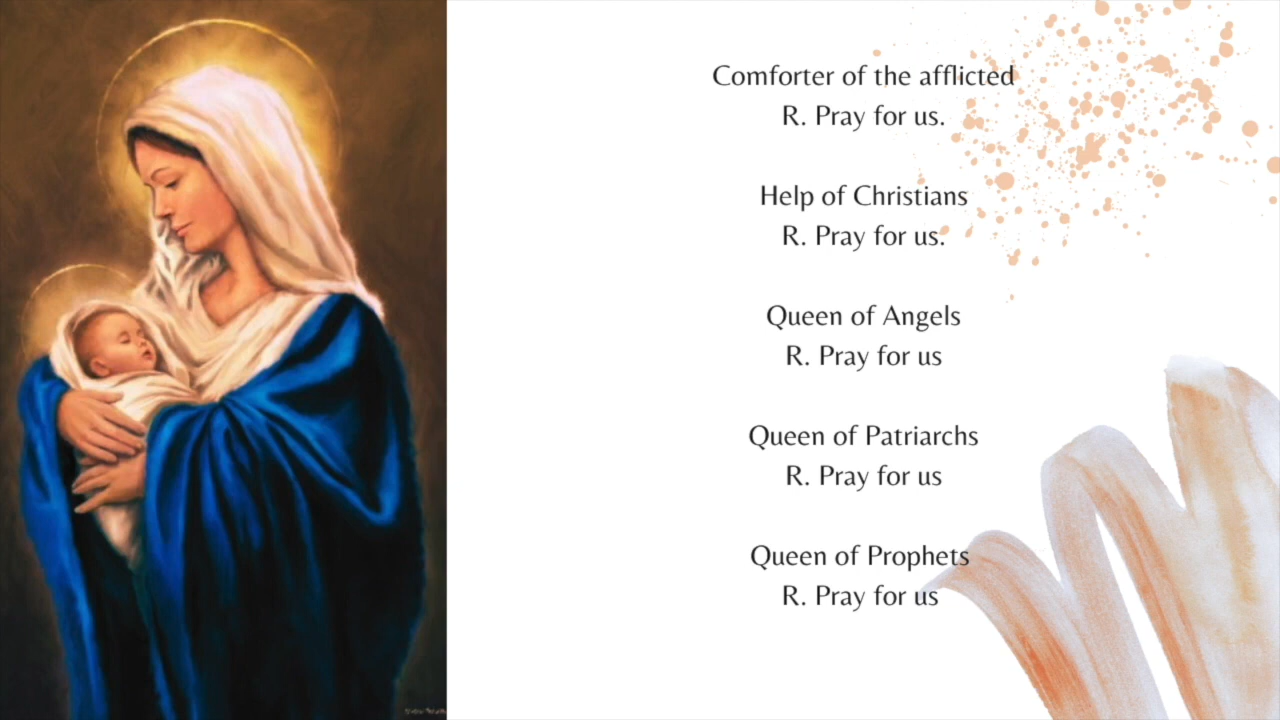 Comforter of the afflicted
R. Pray for us.
Help of Christians
R. Pray for us.
Queen of Angels
R. Pray for us
Queen of Patriarchs
R. Pray for us
Queen of Prophets
R. Pray for us